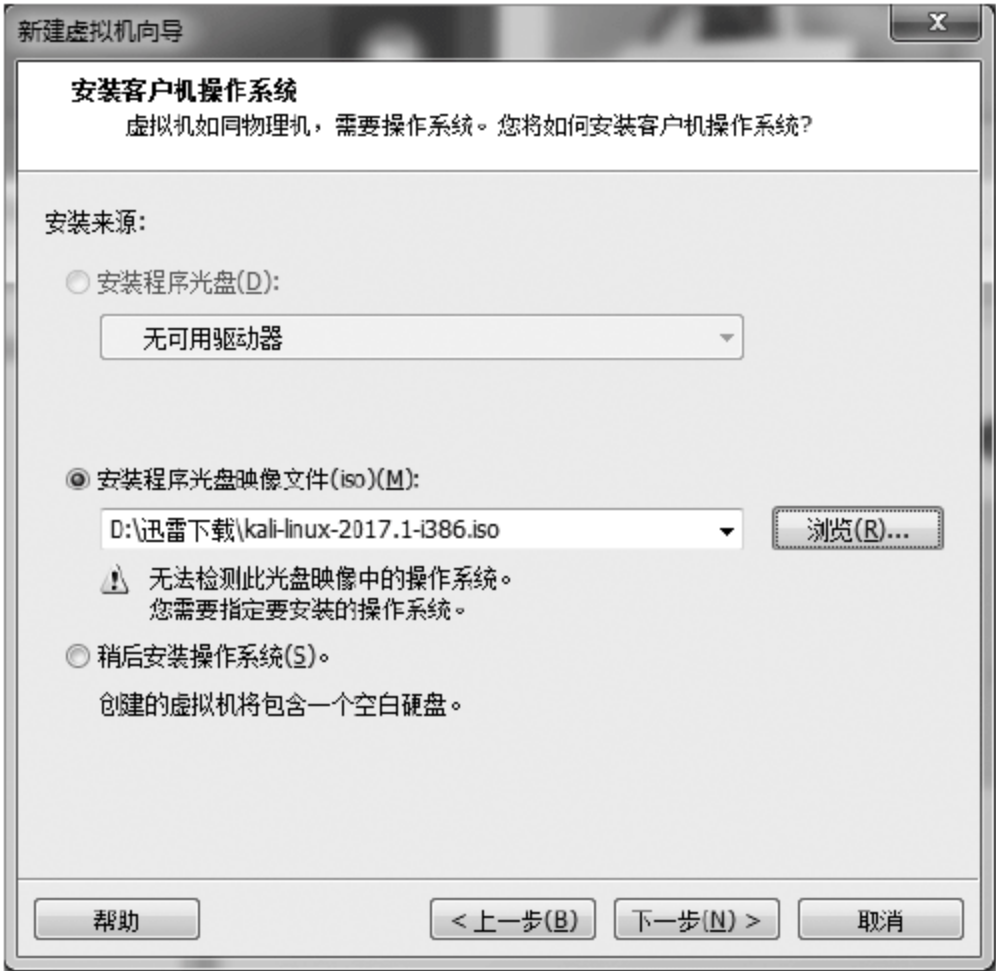 新建虚拟机向导
X
安装客户机操作系统
虚拟机如同物理机，需要操作系统。您将如何安装客户机操作系统?
安装来源:
安装程序光盘(D):
无可用驱动器
安装程序光盘映像文件(iso)(M):
D:\迅雷下载\kali-linux-2017.1-i386.iso
浏览(R)...
无法检测此光盘映像中的操作系统。
您需要指定要安装的操作系统。
稍后安装操作系统(S)。
创建的虚拟机将包含一个空白硬盘。
帮助 < 上一步(B) 下一步(N) > 取消